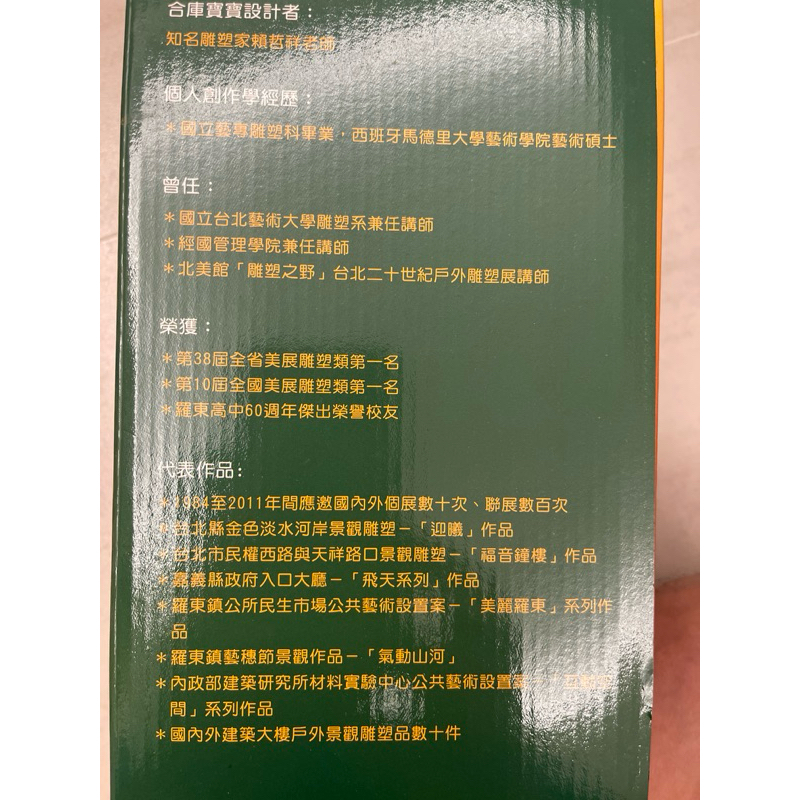 合庫寶寶設計者：
知名雕塑家賴哲祥老師
個人創作學經歷：
＊國立藝專雕塑科畢業，西班牙馬德里大學藝術學院藝術碩士
曾任：
＊國立台北藝術大學雕塑系兼任講師
＊經國管理學院兼任講師
＊北美館「雕塑之野」台北二十世紀戶外雕塑展講師
榮獲：
＊第38屆全省美展雕塑類第一名
＊第10屆全國美展雕塑類第一名
＊羅東高中60週年傑出榮譽校友
代表作品：
＊1984至2011年間應邀國內外個展數十次、聯展數百次
＊台北縣金色淡水河岸景觀雕塑－「迎曦」作品
＊台北市民權西路與天祥路口景觀雕塑－「福音鐘樓」作品
＊嘉義縣政府入口大廳－「飛天系列」作品
＊羅東鎮公所民生市場公共藝術設置案－「美麗羅東」系列作
品
＊羅東鎮藝穗節景觀作品－「氣動山河」
＊內政部建築研究所材料實驗中心公共藝術設置案－「互動空
間」系列作品
＊國內外建築大樓戶外景觀雕塑品數十件